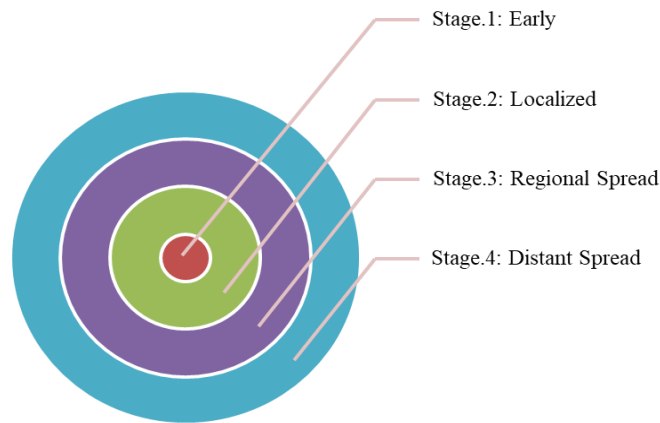 Stage.1: Early
Stage.2: Localized
Stage.3: Regional Spread
Stage.4: Distant Spread